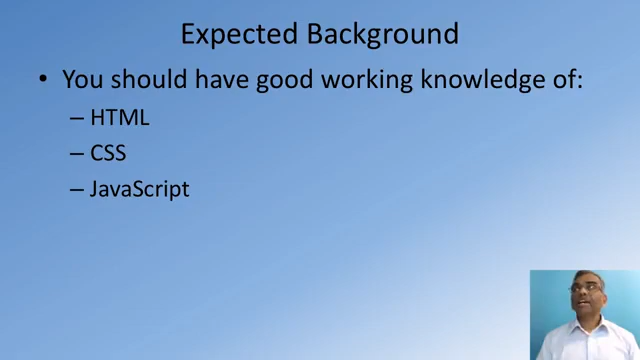 Expected Background
• You should have good working knowledge of:
– HTML
– CSS
– JavaScript